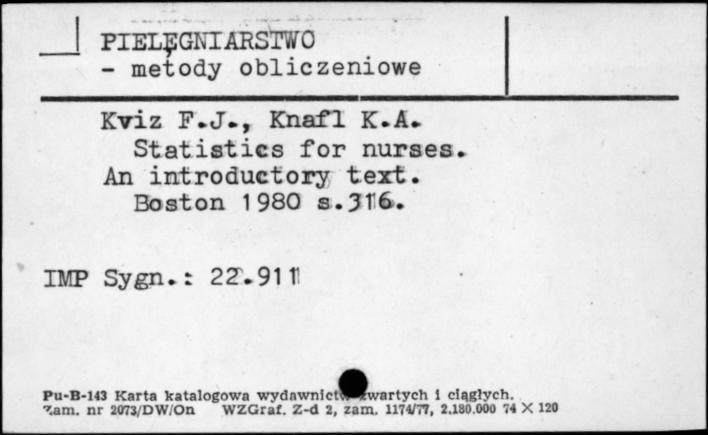 PIELĘGNIARSTWO
- metody obliczeniowe
Kviz F.J., Knafl K.A.
Statistics for nurses.
An introductory text.
Boston 1980 s.316.
IMP Sygn.: 22.911
Pu-B-143 Karta katalogowa wydawnictw zwartych i ciągłych.
Zam. nr 2073/DW/On WZGraf. Z-d 2, zam. 1174/77, 2.180.000 74 X 120